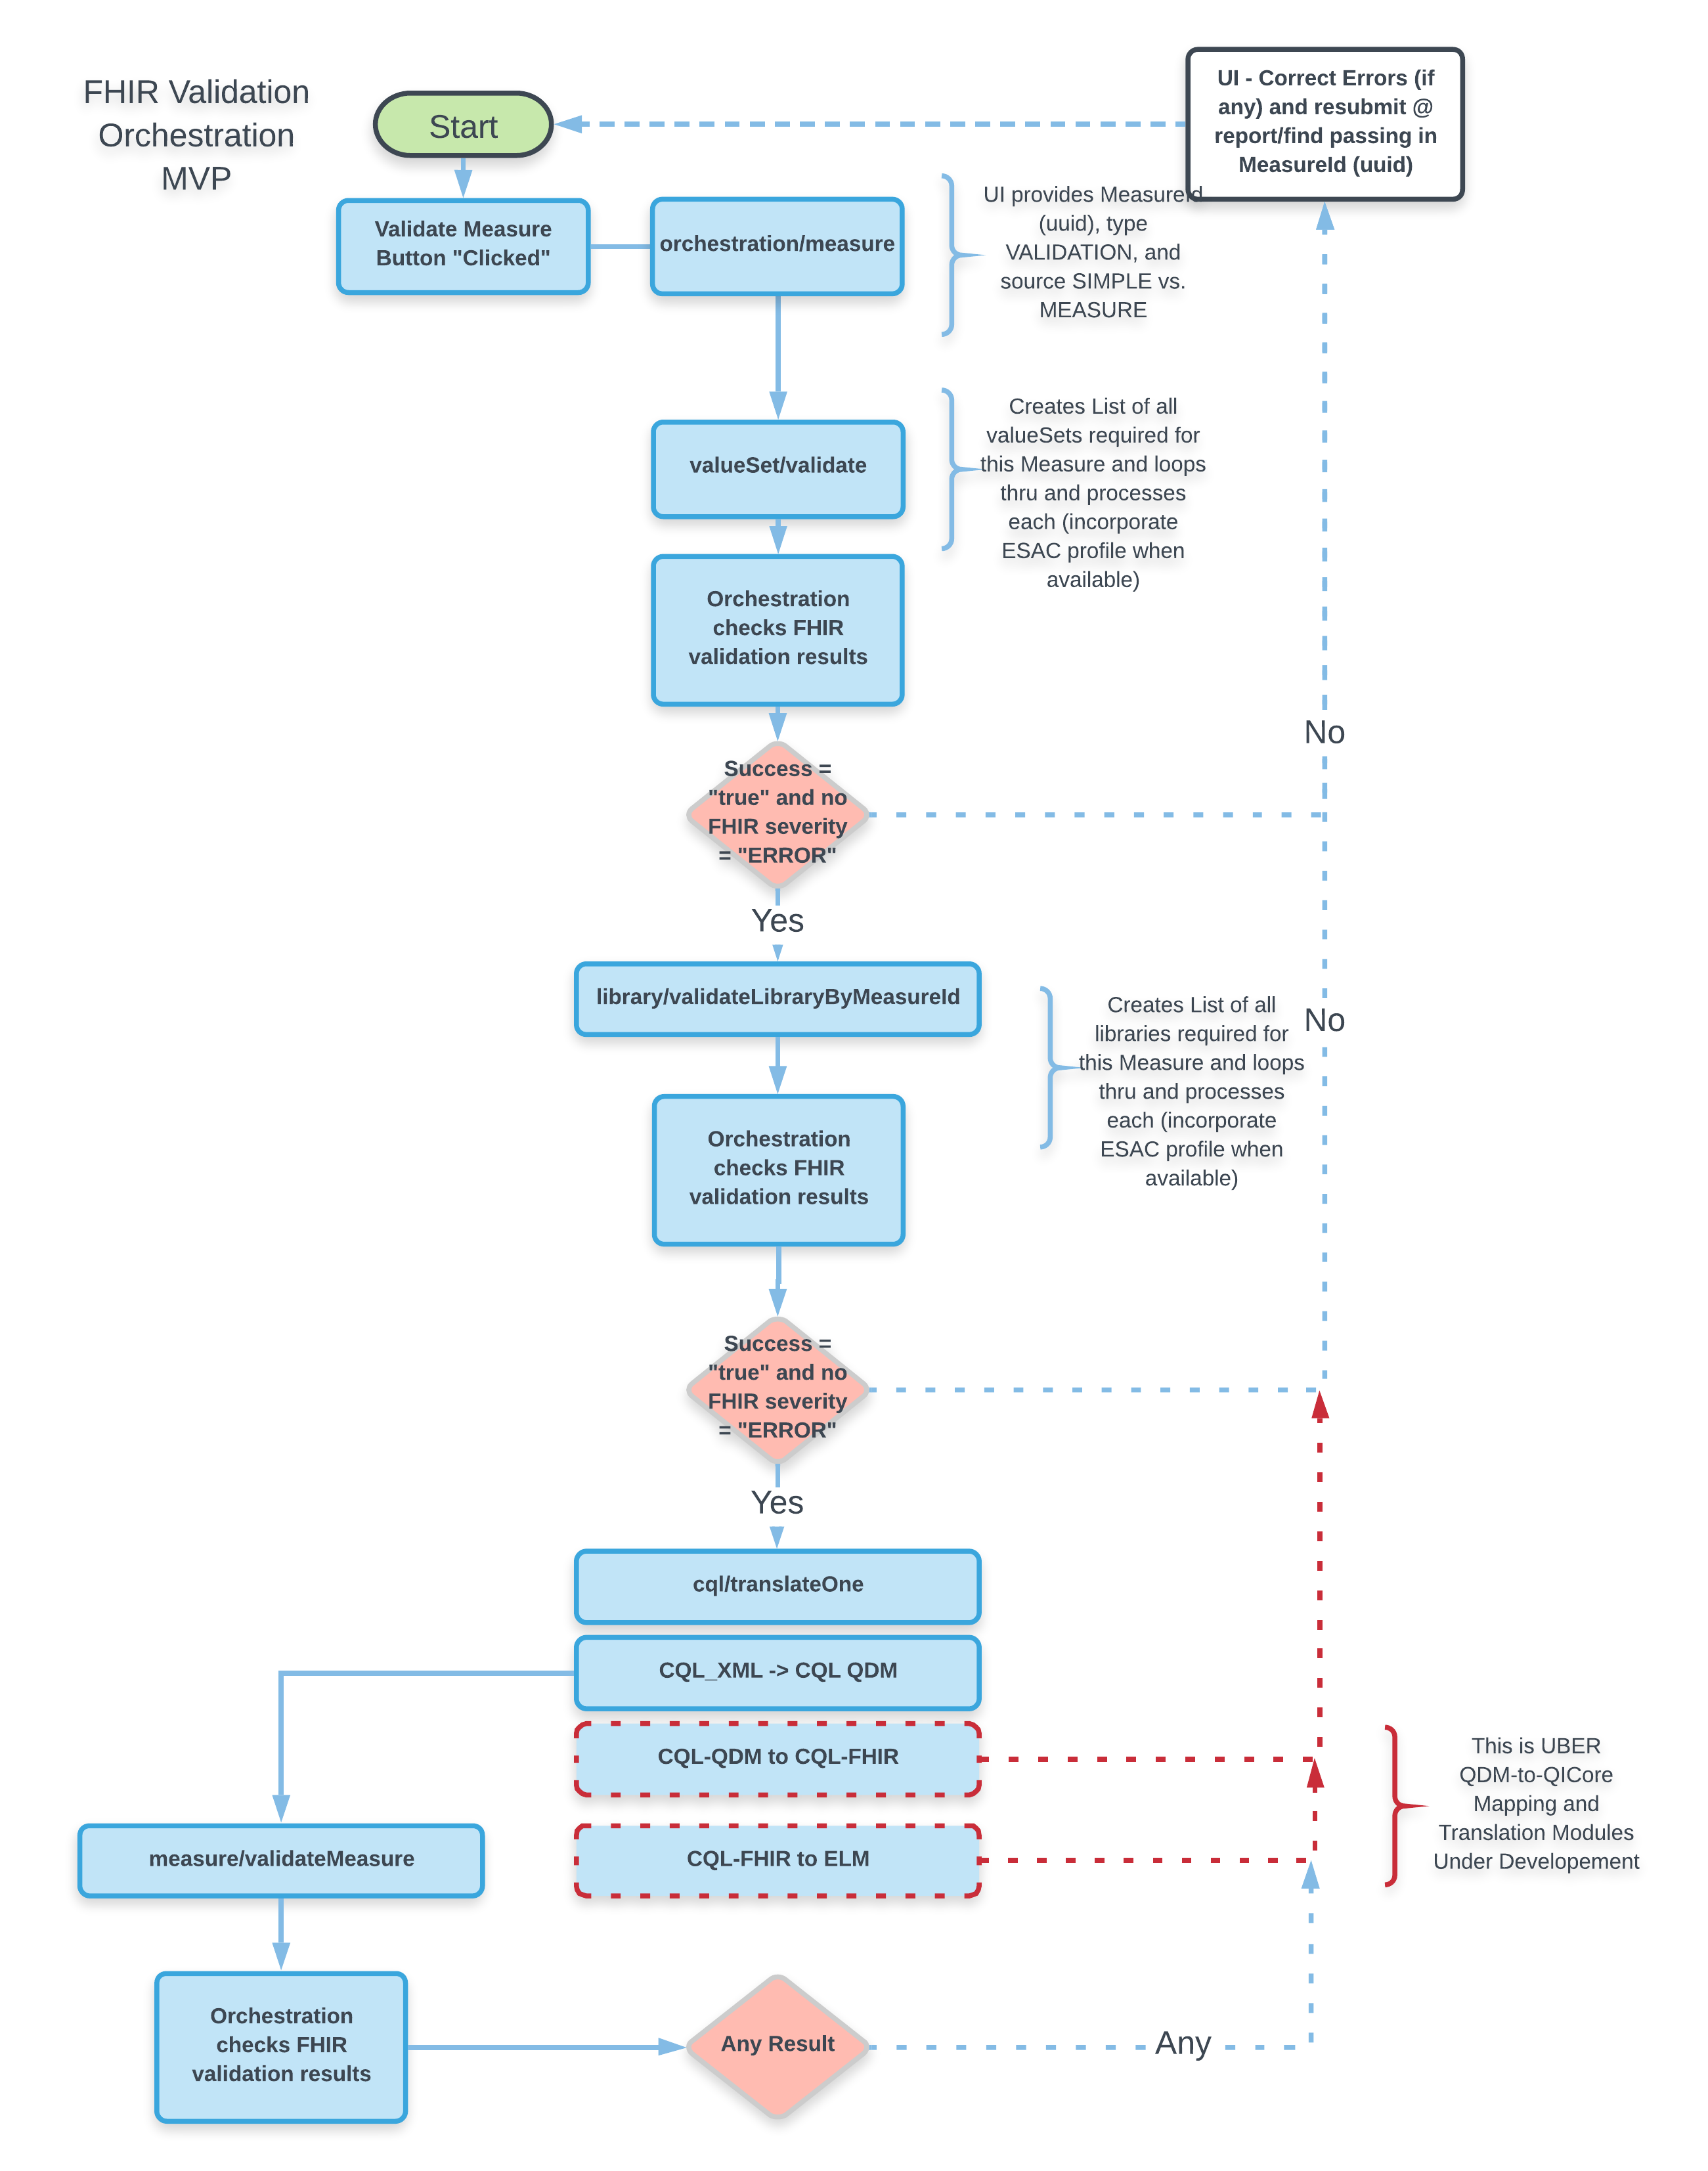 FHIR Validation
Orchestration
MVP
Start
UI - Correct Errors (if
any) and resubmit @
report/find passing in
MeasureId (uuid)
Validate Measure
Button "Clicked"
orchestration/measure
UI provides MeasureId
(uuid), type
VALIDATION, and
source SIMPLE vs.
MEASURE
valueSet/validate
Creates List of all
valueSets required for
this Measure and loops
thru and processes
each (incorporate
ESAC profile when
available)
Orchestration
checks FHIR
validation results
No
Success =
"true" and no
FHIR severity
= "ERROR"
Yes
library/validateLibraryByMeasureId
Creates List of all
libraries required for
this Measure and loops
thru and processes
each (incorporate
ESAC profile when
available)
No
Orchestration
checks FHIR
validation results
Success =
"true" and no
FHIR severity
= "ERROR"
Yes
cql/translateOne
CQL_XML -> CQL QDM
CQL-QDM to CQL-FHIR
CQL-FHIR to ELM
This is UBER
QDM-to-QICore
Mapping and
Translation Modules
Under Developement
measure/validateMeasure
Orchestration
checks FHIR
validation results
Any Result
Any